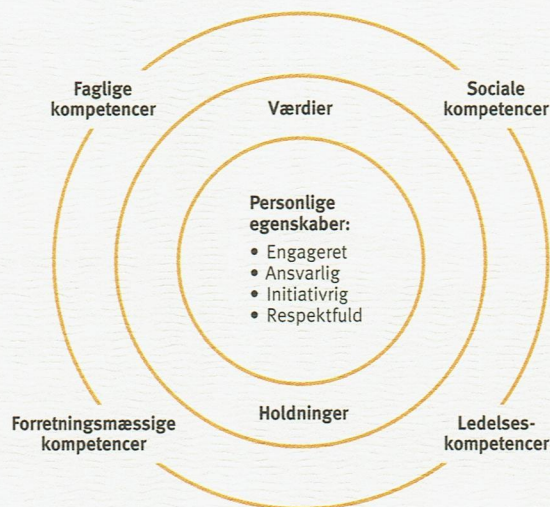 Faglige
kompetencer
Værdier
Sociale
kompetencer
Personlige
egenskaber:
• Engageret
• Ansvarlig
• Initiativrig
• Respektfuld
Forretningsmæssige
kompetencer
Holdninger
Ledelses-
kompetencer